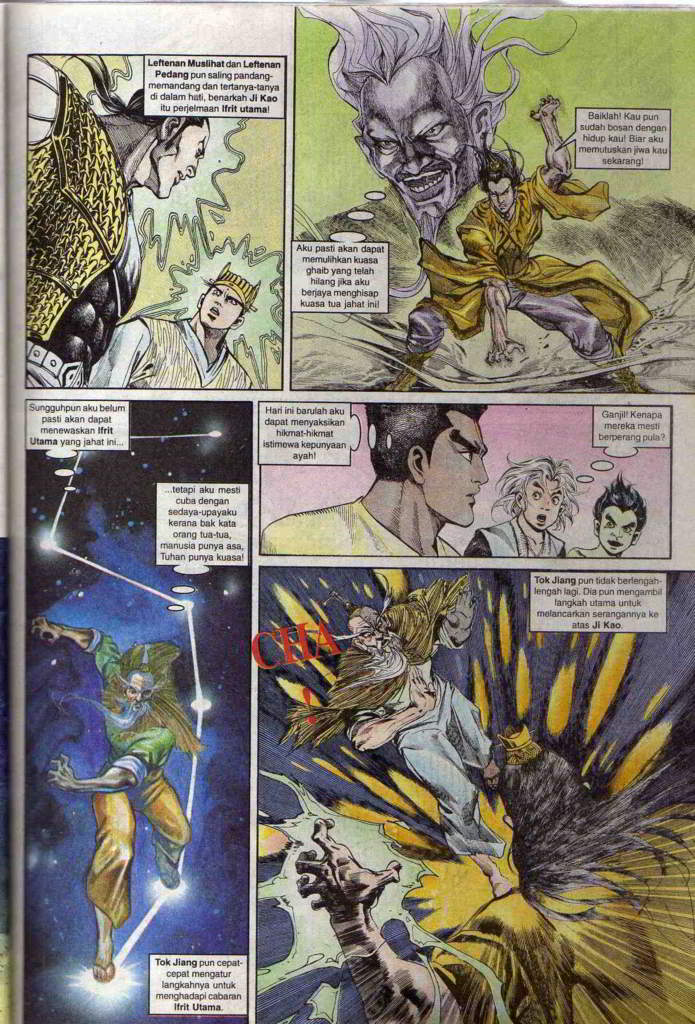 Leftenan Muslihat dan Leftenan
Pedang pun saling pandang-
memandang dan tertanya-tanya
di dalam hati, benarkah Ji Kao
itu perjelmaan Ifrit utama!
Baiklah! Kau pun
sudah bosan dengan
hidup kau! Biar aku
memutuskan jiwa kau
sekarang!
Aku pasti akan dapat
memulihkan kuasa
ghaib yang telah
hilang jika aku
berjaya menghisap
kuasa tua jahat ini!
Sungguhpun aku belum
pasti akan dapat
menewaskan Ifrit
Utama yang jahat ini...
...tetapi aku mesti
cuba dengan
sedaya-upayaku
kerana bak kata
orang tua-tua,
manusia punya asa,
Tuhan punya kuasa!
Tok Jiang pun cepat-
cepat mengatur
langkahnya untuk
menghadapi cabaran
Ifrit Utama.
Hari ini barulah aku
dapat menyaksikan
hikmat-hikmat
istimewa kepunyaan
ayah!
Ganjil! Kenapa
mereka mesti
berperang pula?
Tok Jiang pun tidak berlengah-
lengah lagi. Dia pun mengambil
langkah utama untuk
melancarkan serangannya ke
atas Ji Kao.
CHA
!